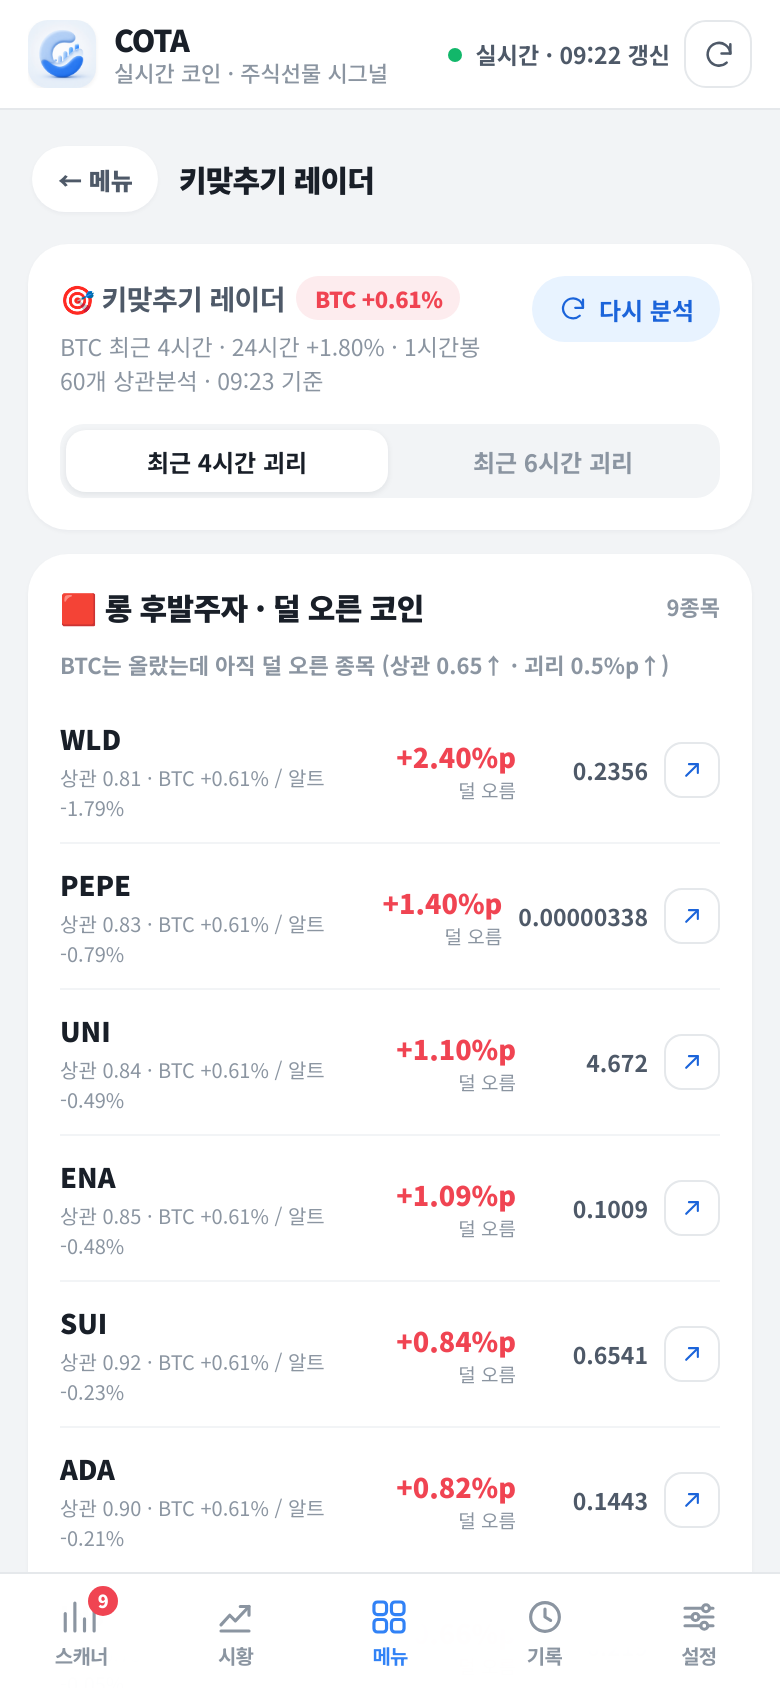 COTA
실시간 코인 · 주식선물 시그널
실시간 · 09:22 갱신
← 메뉴
키맞추기 레이더
키맞추기 레이더
BTC +0.61%
다시 분석
BTC 최근 4시간 · 24시간 +1.80% · 1시간봉
60개 상관분석 · 09:23 기준
최근 4시간 괴리
최근 6시간 괴리
롱 후발주자 · 덜 오른 코인
9종목
BTC는 올랐는데 아직 덜 오른 종목 (상관 0.65↑ · 괴리 0.5%p↑)
WLD
상관 0.81 · BTC +0.61% / 알트
-1.79%
+2.40%p
덜 오름
0.2356
PEPE
상관 0.83 · BTC +0.61% / 알트
-0.79%
+1.40%p
덜 오름
0.00000338
UNI
상관 0.84 · BTC +0.61% / 알트
-0.49%
+1.10%p
덜 오름
4.672
ENA
상관 0.85 · BTC +0.61% / 알트
-0.48%
+1.09%p
덜 오름
0.1009
SUI
상관 0.92 · BTC +0.61% / 알트
-0.23%
+0.84%p
덜 오름
0.6541
ADA
상관 0.90 · BTC +0.61% / 알트
-0.21%
+0.82%p
덜 오름
0.1443
9
스캐너
시황
메뉴
기록
설정